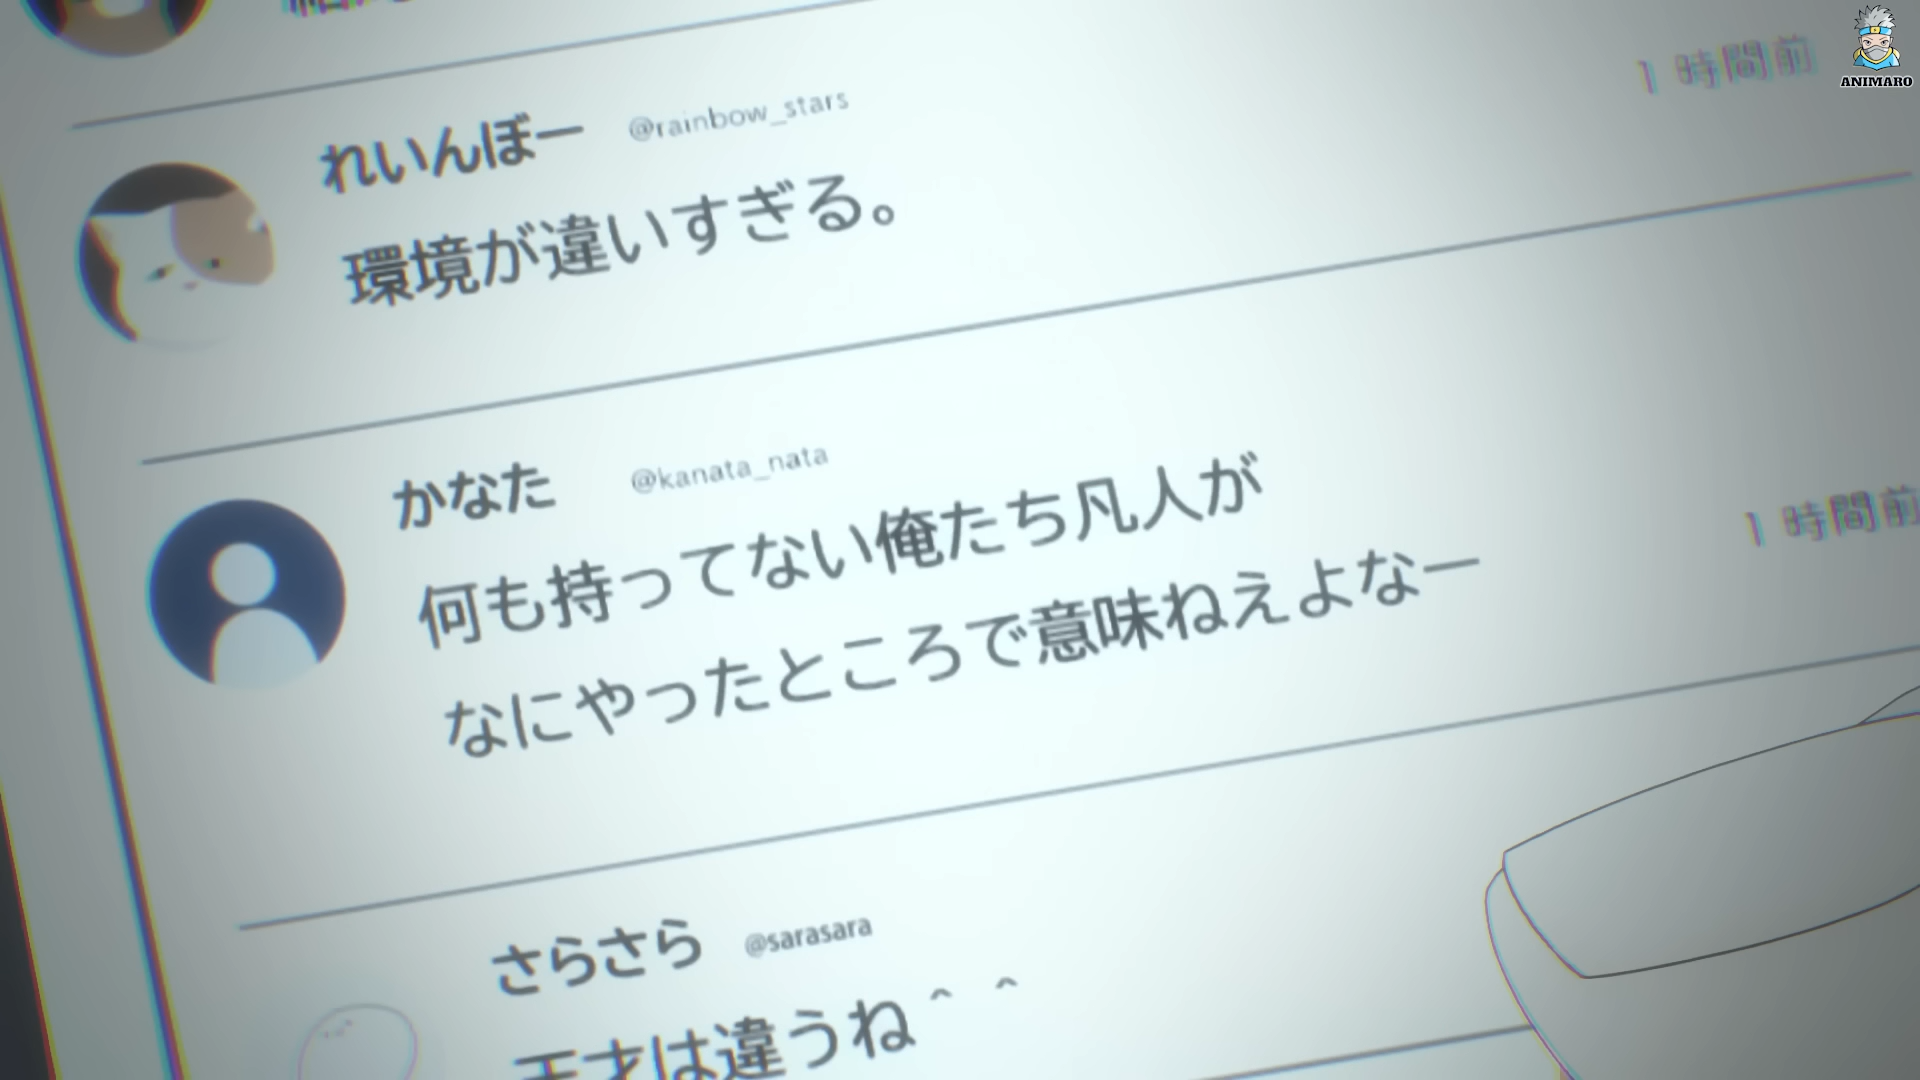 ANIMARO
1時間前
れいんぼー @rainbow_stars
環境が違いすぎる。
かなた @kanata_nata
何も持ってない俺たち凡人が
なにやったところで意味ねえよなー
1時間前
さらさら @sarasara
天才は違うね＾＾